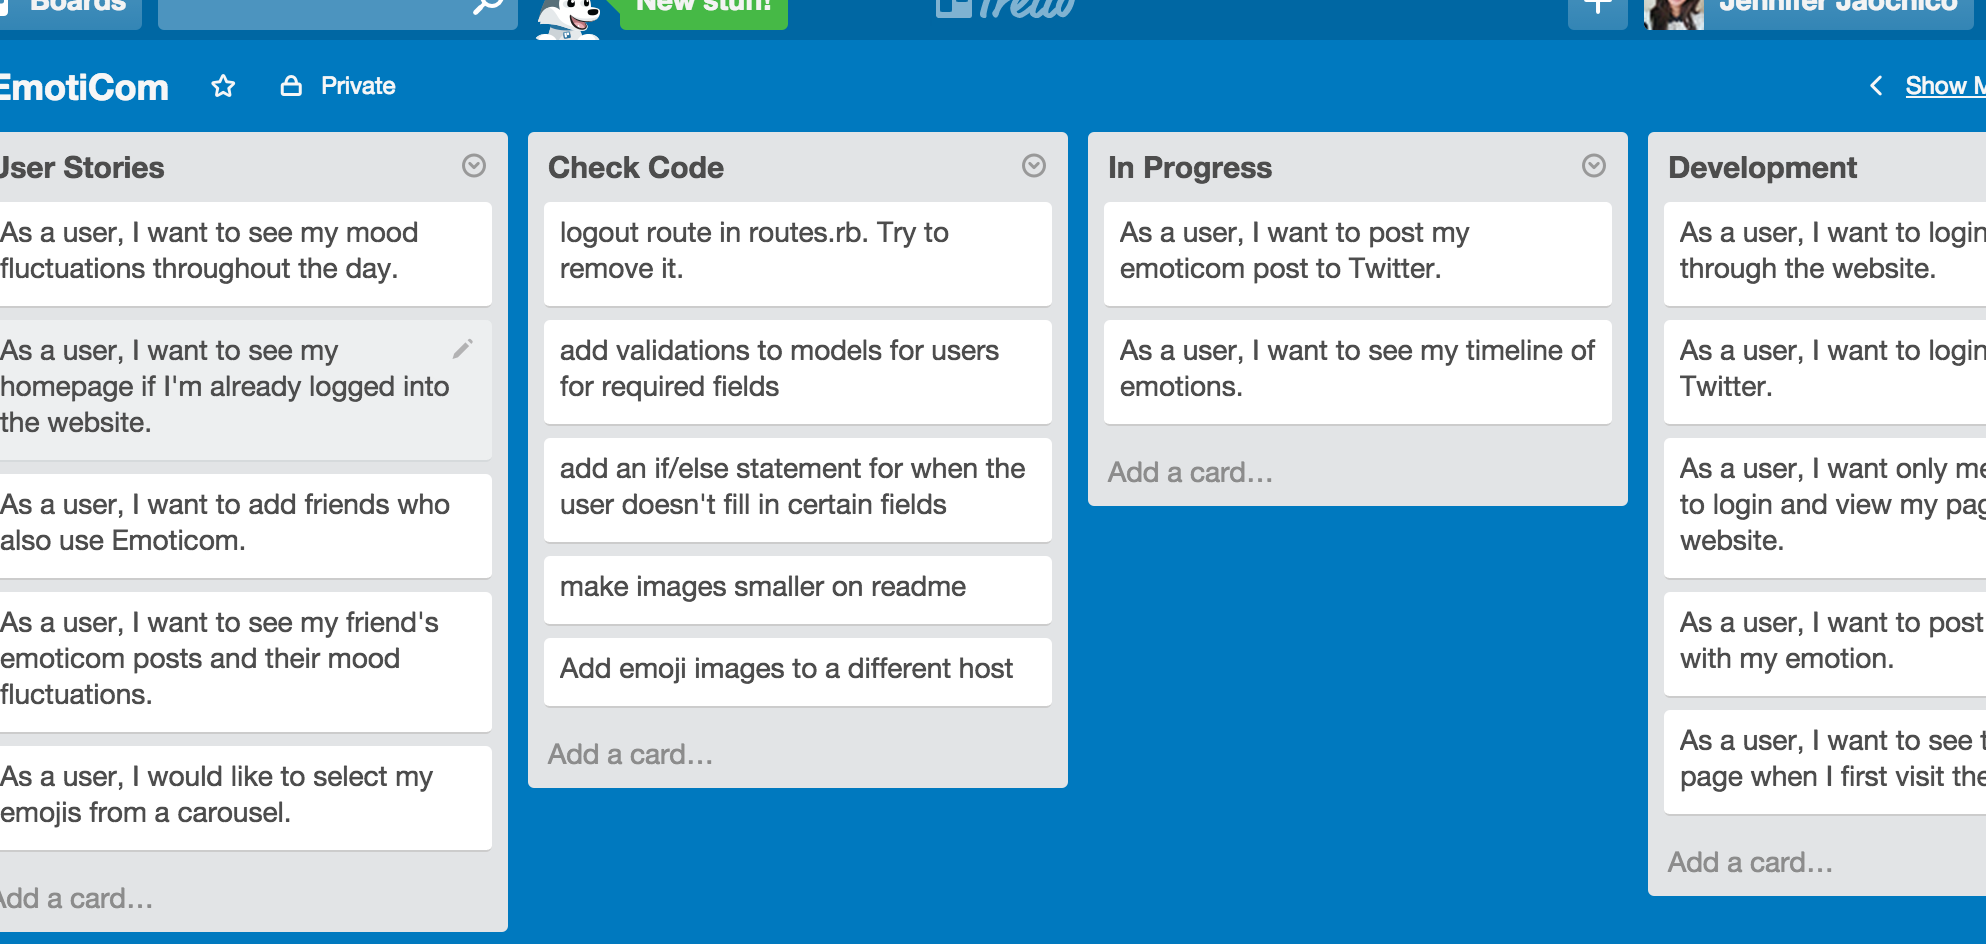 Boards
New stuff!
Trello
Jennifer Jaochico
EmotiCom
Private
Show M
User Stories
As a user, I want to see my mood
fluctuations throughout the day.
As a user, I want to see my
homepage if I'm already logged into
the website.
As a user, I want to add friends who
also use Emoticom.
As a user, I want to see my friend's
emoticom posts and their mood
fluctuations.
As a user, I would like to select my
emojis from a carousel.
Add a card…
Check Code
logout route in routes.rb. Try to
remove it.
add validations to models for users
for required fields
add an if/else statement for when the
user doesn't fill in certain fields
make images smaller on readme
Add emoji images to a different host
Add a card…
In Progress
As a user, I want to post my
emoticom post to Twitter.
As a user, I want to see my timeline of
emotions.
Add a card…
Development
As a user, I want to login
through the website.
As a user, I want to login
Twitter.
As a user, I want only me
to login and view my pag
website.
As a user, I want to post
with my emotion.
As a user, I want to see t
page when I first visit the
Add a card…